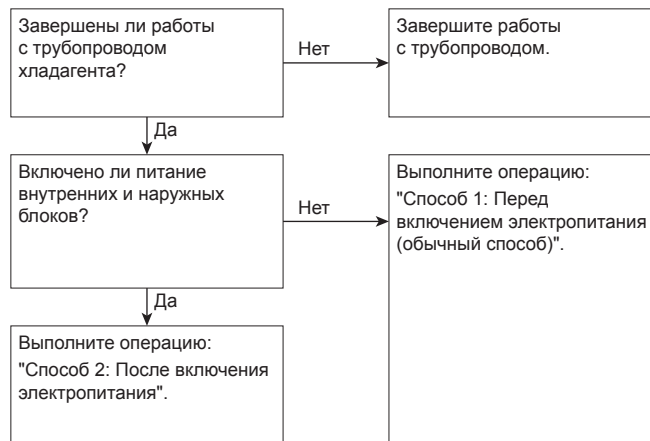 Завершены ли работы
с трубопроводом
хладагента?
Нет
Завершите работы
с трубопроводом.
Да
Включено ли питание
внутренних и наружных
блоков?
Нет
Выполните операцию:
"Способ 1: Перед
включением электропитания
(обычный способ)".
Да
Выполните операцию:
"Способ 2: После включения
электропитания".